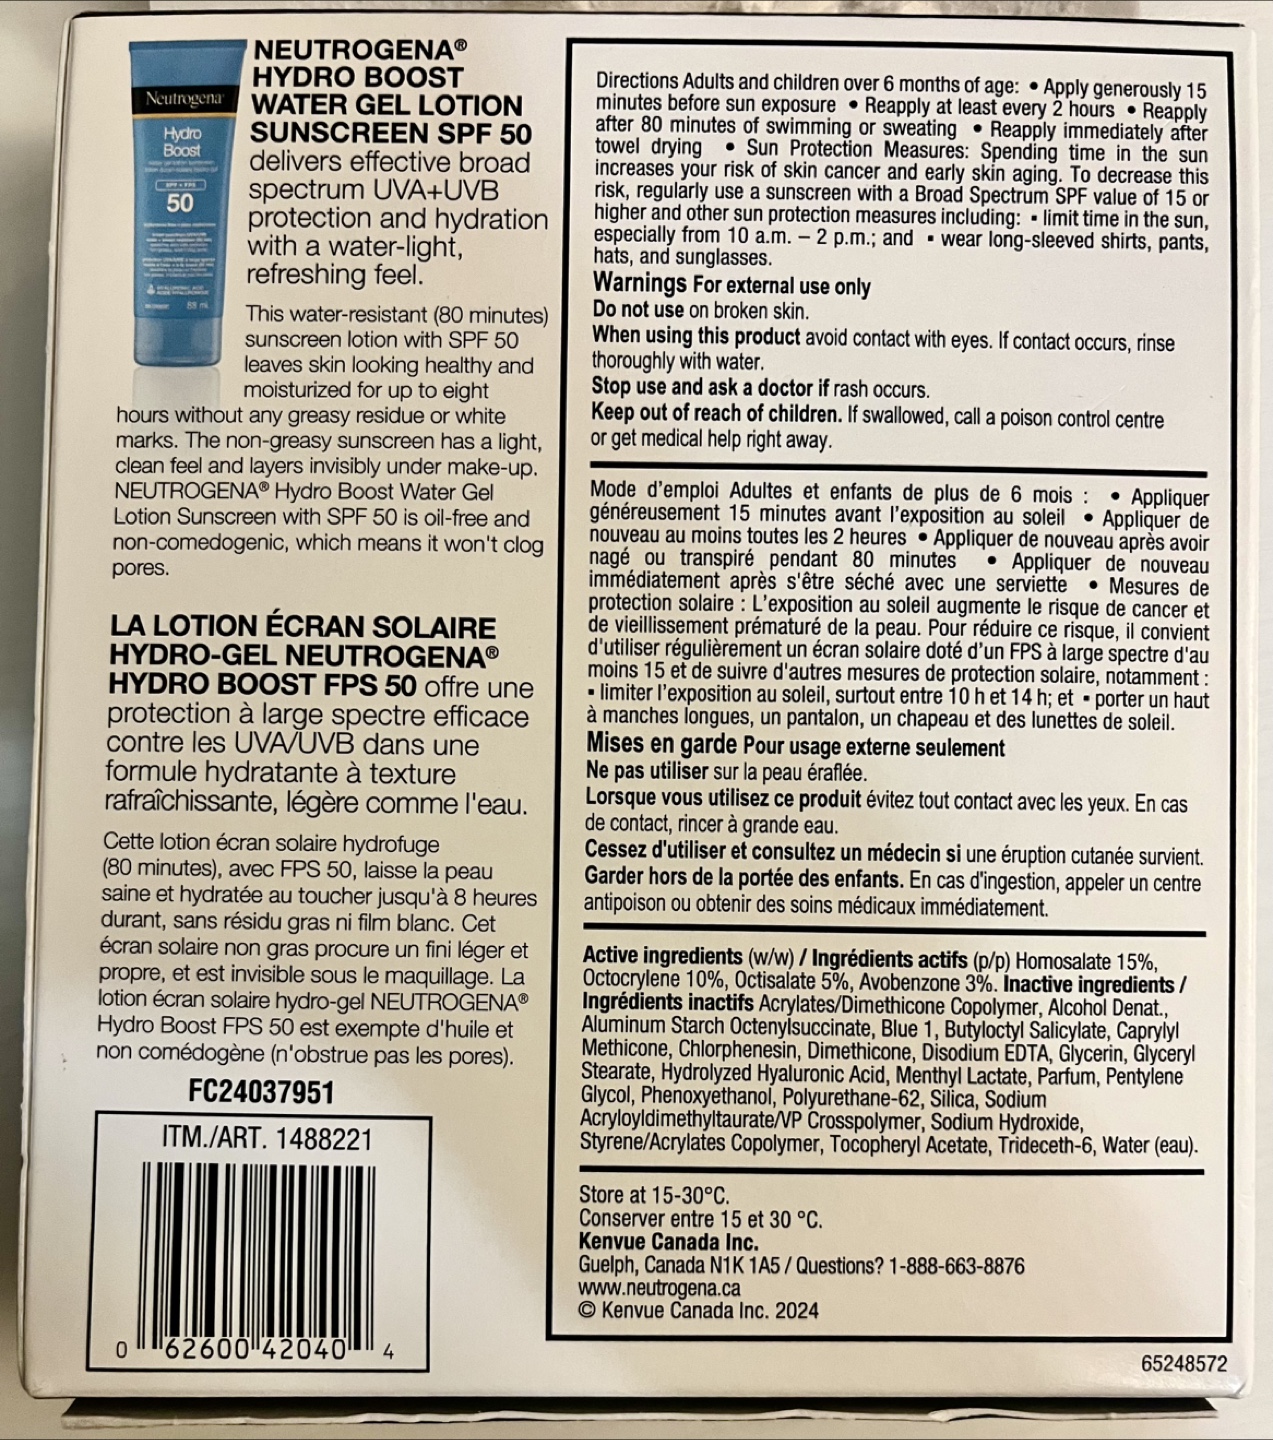 Neutrogena
Hydro
Boost
SPF • FPS
50
88 mL
NEUTROGENA®
HYDRO BOOST
WATER GEL LOTION
SUNSCREEN SPF 50
delivers effective broad
spectrum UVA+UVB
protection and hydration
with a water-light,
refreshing feel.
This water-resistant (80 minutes)
sunscreen lotion with SPF 50
leaves skin looking healthy and
moisturized for up to eight
hours without any greasy residue or white
marks. The non-greasy sunscreen has a light,
clean feel and layers invisibly under make-up.
NEUTROGENA® Hydro Boost Water Gel
Lotion Sunscreen with SPF 50 is oil-free and
non-comedogenic, which means it won't clog
pores.
LA LOTION ÉCRAN SOLAIRE
HYDRO-GEL NEUTROGENA®
HYDRO BOOST FPS 50 offre une
protection à large spectre efficace
contre les UVA/UVB dans une
formule hydratante à texture
rafraîchissante, légère comme l'eau.
Cette lotion écran solaire hydrofuge
(80 minutes), avec FPS 50, laisse la peau
saine et hydratée au toucher jusqu'à 8 heures
durant, sans résidu gras ni film blanc. Cet
écran solaire non gras procure un fini léger et
propre, et est invisible sous le maquillage. La
lotion écran solaire hydro-gel NEUTROGENA®
Hydro Boost FPS 50 est exempte d'huile et
non comédogène (n'obstrue pas les pores).
FC24037951
ITM./ART. 1488221
0 62600 42040 4
Directions Adults and children over 6 months of age: • Apply generously 15
minutes before sun exposure • Reapply at least every 2 hours • Reapply
after 80 minutes of swimming or sweating • Reapply immediately after
towel drying • Sun Protection Measures: Spending time in the sun
increases your risk of skin cancer and early skin aging. To decrease this
risk, regularly use a sunscreen with a Broad Spectrum SPF value of 15 or
higher and other sun protection measures including: ▪ limit time in the sun,
especially from 10 a.m. – 2 p.m.; and ▪ wear long-sleeved shirts, pants,
hats, and sunglasses.
Warnings For external use only
Do not use on broken skin.
When using this product avoid contact with eyes. If contact occurs, rinse
thoroughly with water.
Stop use and ask a doctor if rash occurs.
Keep out of reach of children. If swallowed, call a poison control centre
or get medical help right away.
Mode d'emploi Adultes et enfants de plus de 6 mois : • Appliquer
généreusement 15 minutes avant l'exposition au soleil • Appliquer de
nouveau au moins toutes les 2 heures • Appliquer de nouveau après avoir
nagé ou transpiré pendant 80 minutes • Appliquer de nouveau
immédiatement après s'être séché avec une serviette • Mesures de
protection solaire : L'exposition au soleil augmente le risque de cancer et
de vieillissement prématuré de la peau. Pour réduire ce risque, il convient
d'utiliser régulièrement un écran solaire doté d'un FPS à large spectre d'au
moins 15 et de suivre d'autres mesures de protection solaire, notamment :
▪ limiter l'exposition au soleil, surtout entre 10 h et 14 h; et ▪ porter un haut
à manches longues, un pantalon, un chapeau et des lunettes de soleil.
Mises en garde Pour usage externe seulement
Ne pas utiliser sur la peau éraflée.
Lorsque vous utilisez ce produit évitez tout contact avec les yeux. En cas
de contact, rincer à grande eau.
Cessez d'utiliser et consultez un médecin si une éruption cutanée survient.
Garder hors de la portée des enfants. En cas d'ingestion, appeler un centre
antipoison ou obtenir des soins médicaux immédiatement.
Active ingredients (w/w) / Ingrédients actifs (p/p) Homosalate 15%,
Octocrylene 10%, Octisalate 5%, Avobenzone 3%. Inactive ingredients /
Ingrédients inactifs Acrylates/Dimethicone Copolymer, Alcohol Denat.,
Aluminum Starch Octenylsuccinate, Blue 1, Butyloctyl Salicylate, Caprylyl
Methicone, Chlorphenesin, Dimethicone, Disodium EDTA, Glycerin, Glyceryl
Stearate, Hydrolyzed Hyaluronic Acid, Menthyl Lactate, Parfum, Pentylene
Glycol, Phenoxyethanol, Polyurethane-62, Silica, Sodium
Acryloyldimethyltaurate/VP Crosspolymer, Sodium Hydroxide,
Styrene/Acrylates Copolymer, Tocopheryl Acetate, Trideceth-6, Water (eau).
Store at 15-30°C.
Conserver entre 15 et 30 °C.
Kenvue Canada Inc.
Guelph, Canada N1K 1A5 / Questions? 1-888-663-8876
www.neutrogena.ca
© Kenvue Canada Inc. 2024
65248572